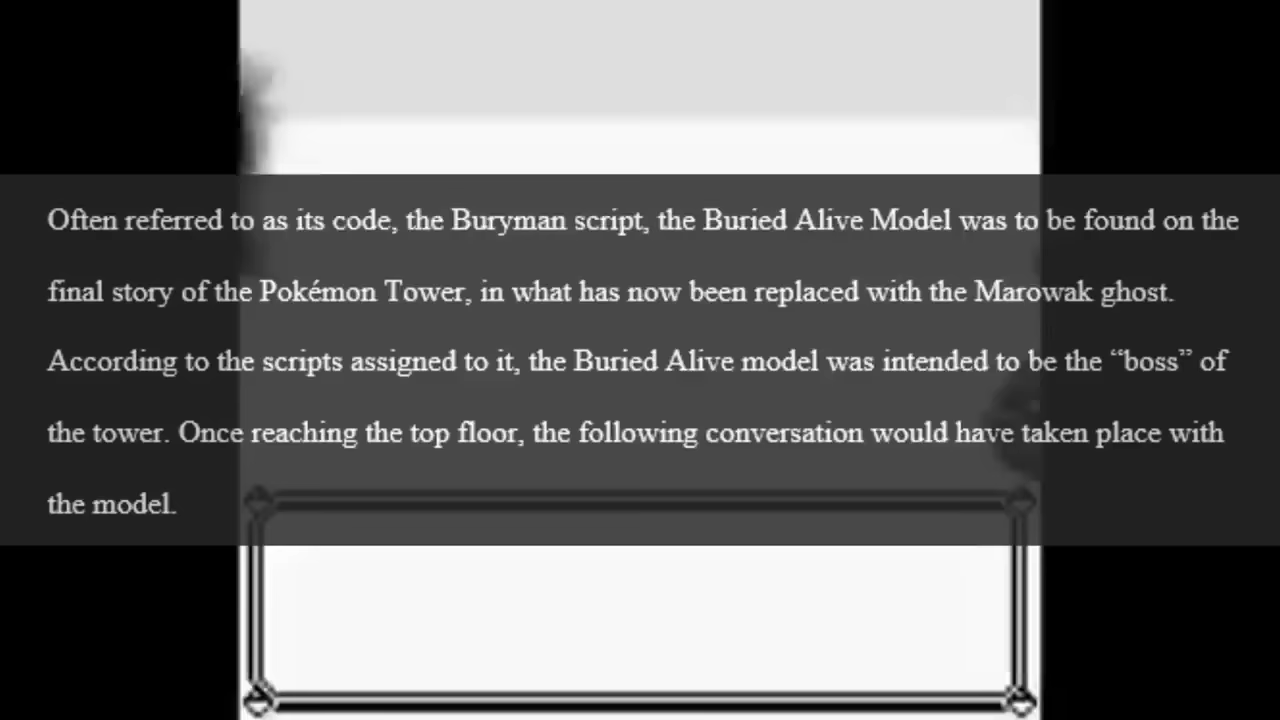 Often referred to as its code, the Buryman script, the Buried Alive Model was to be found on the
final story of the Pokémon Tower, in what has now been replaced with the Marowak ghost.
According to the scripts assigned to it, the Buried Alive model was intended to be the “boss” of
the tower. Once reaching the top floor, the following conversation would have taken place with
the model.